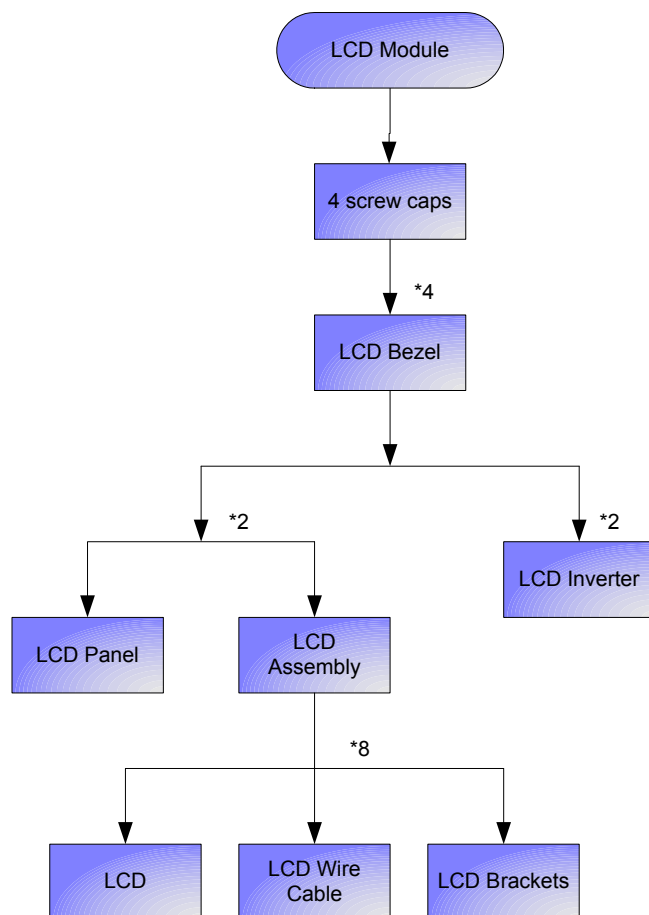 LCD Module
4 screw caps
*4
LCD Bezel
*2
*2
LCD Inverter
LCD Panel
LCD
Assembly
*8
LCD
LCD Wire
Cable
LCD Brackets